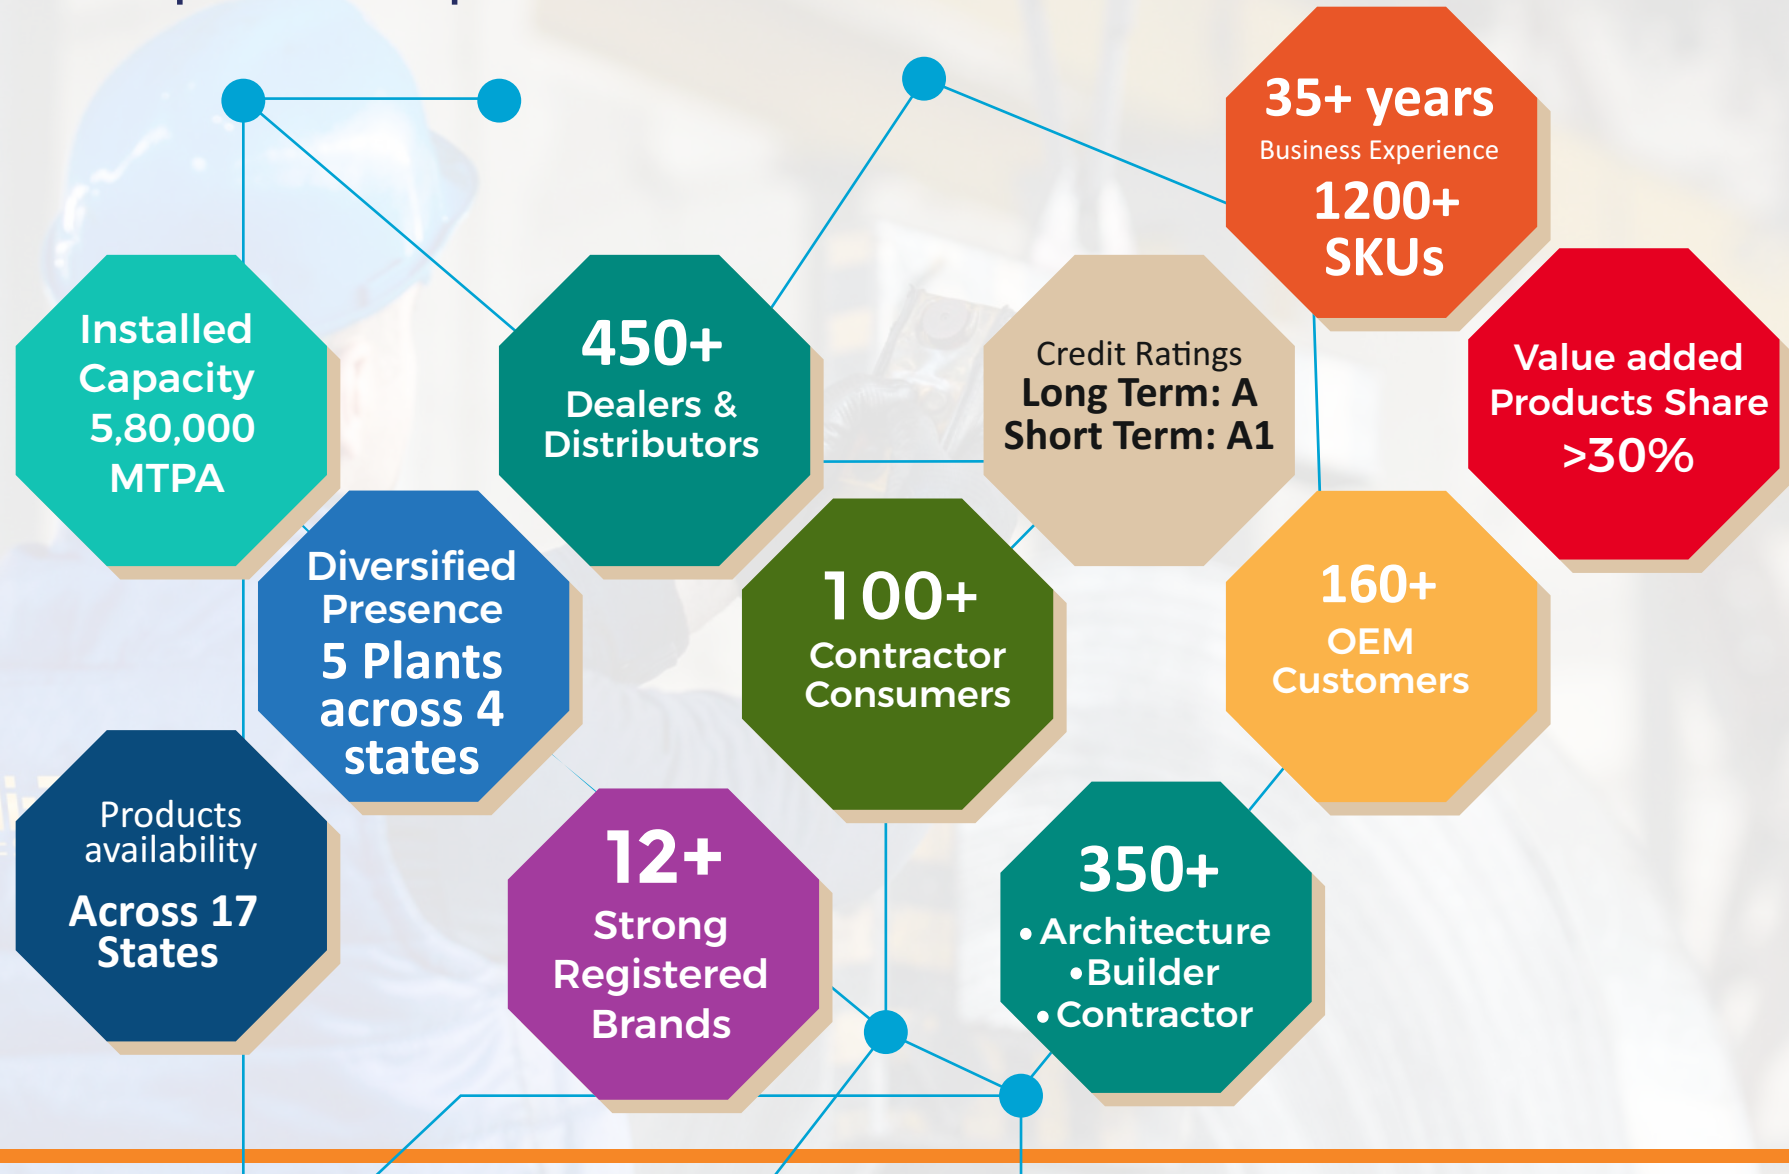 35+ years
Business Experience
1200+
SKUs
Installed
Capacity
5,80,000
MTPA
450+
Dealers &
Distributors
Credit Ratings
Long Term: A
Short Term: A1
Value added
Products Share
>30%
Diversified
Presence
5 Plants
across 4
states
100+
Contractor
Consumers
160+
OEM
Customers
Products
availability
Across 17
States
12+
Strong
Registered
Brands
350+
• Architecture
•Builder
• Contractor